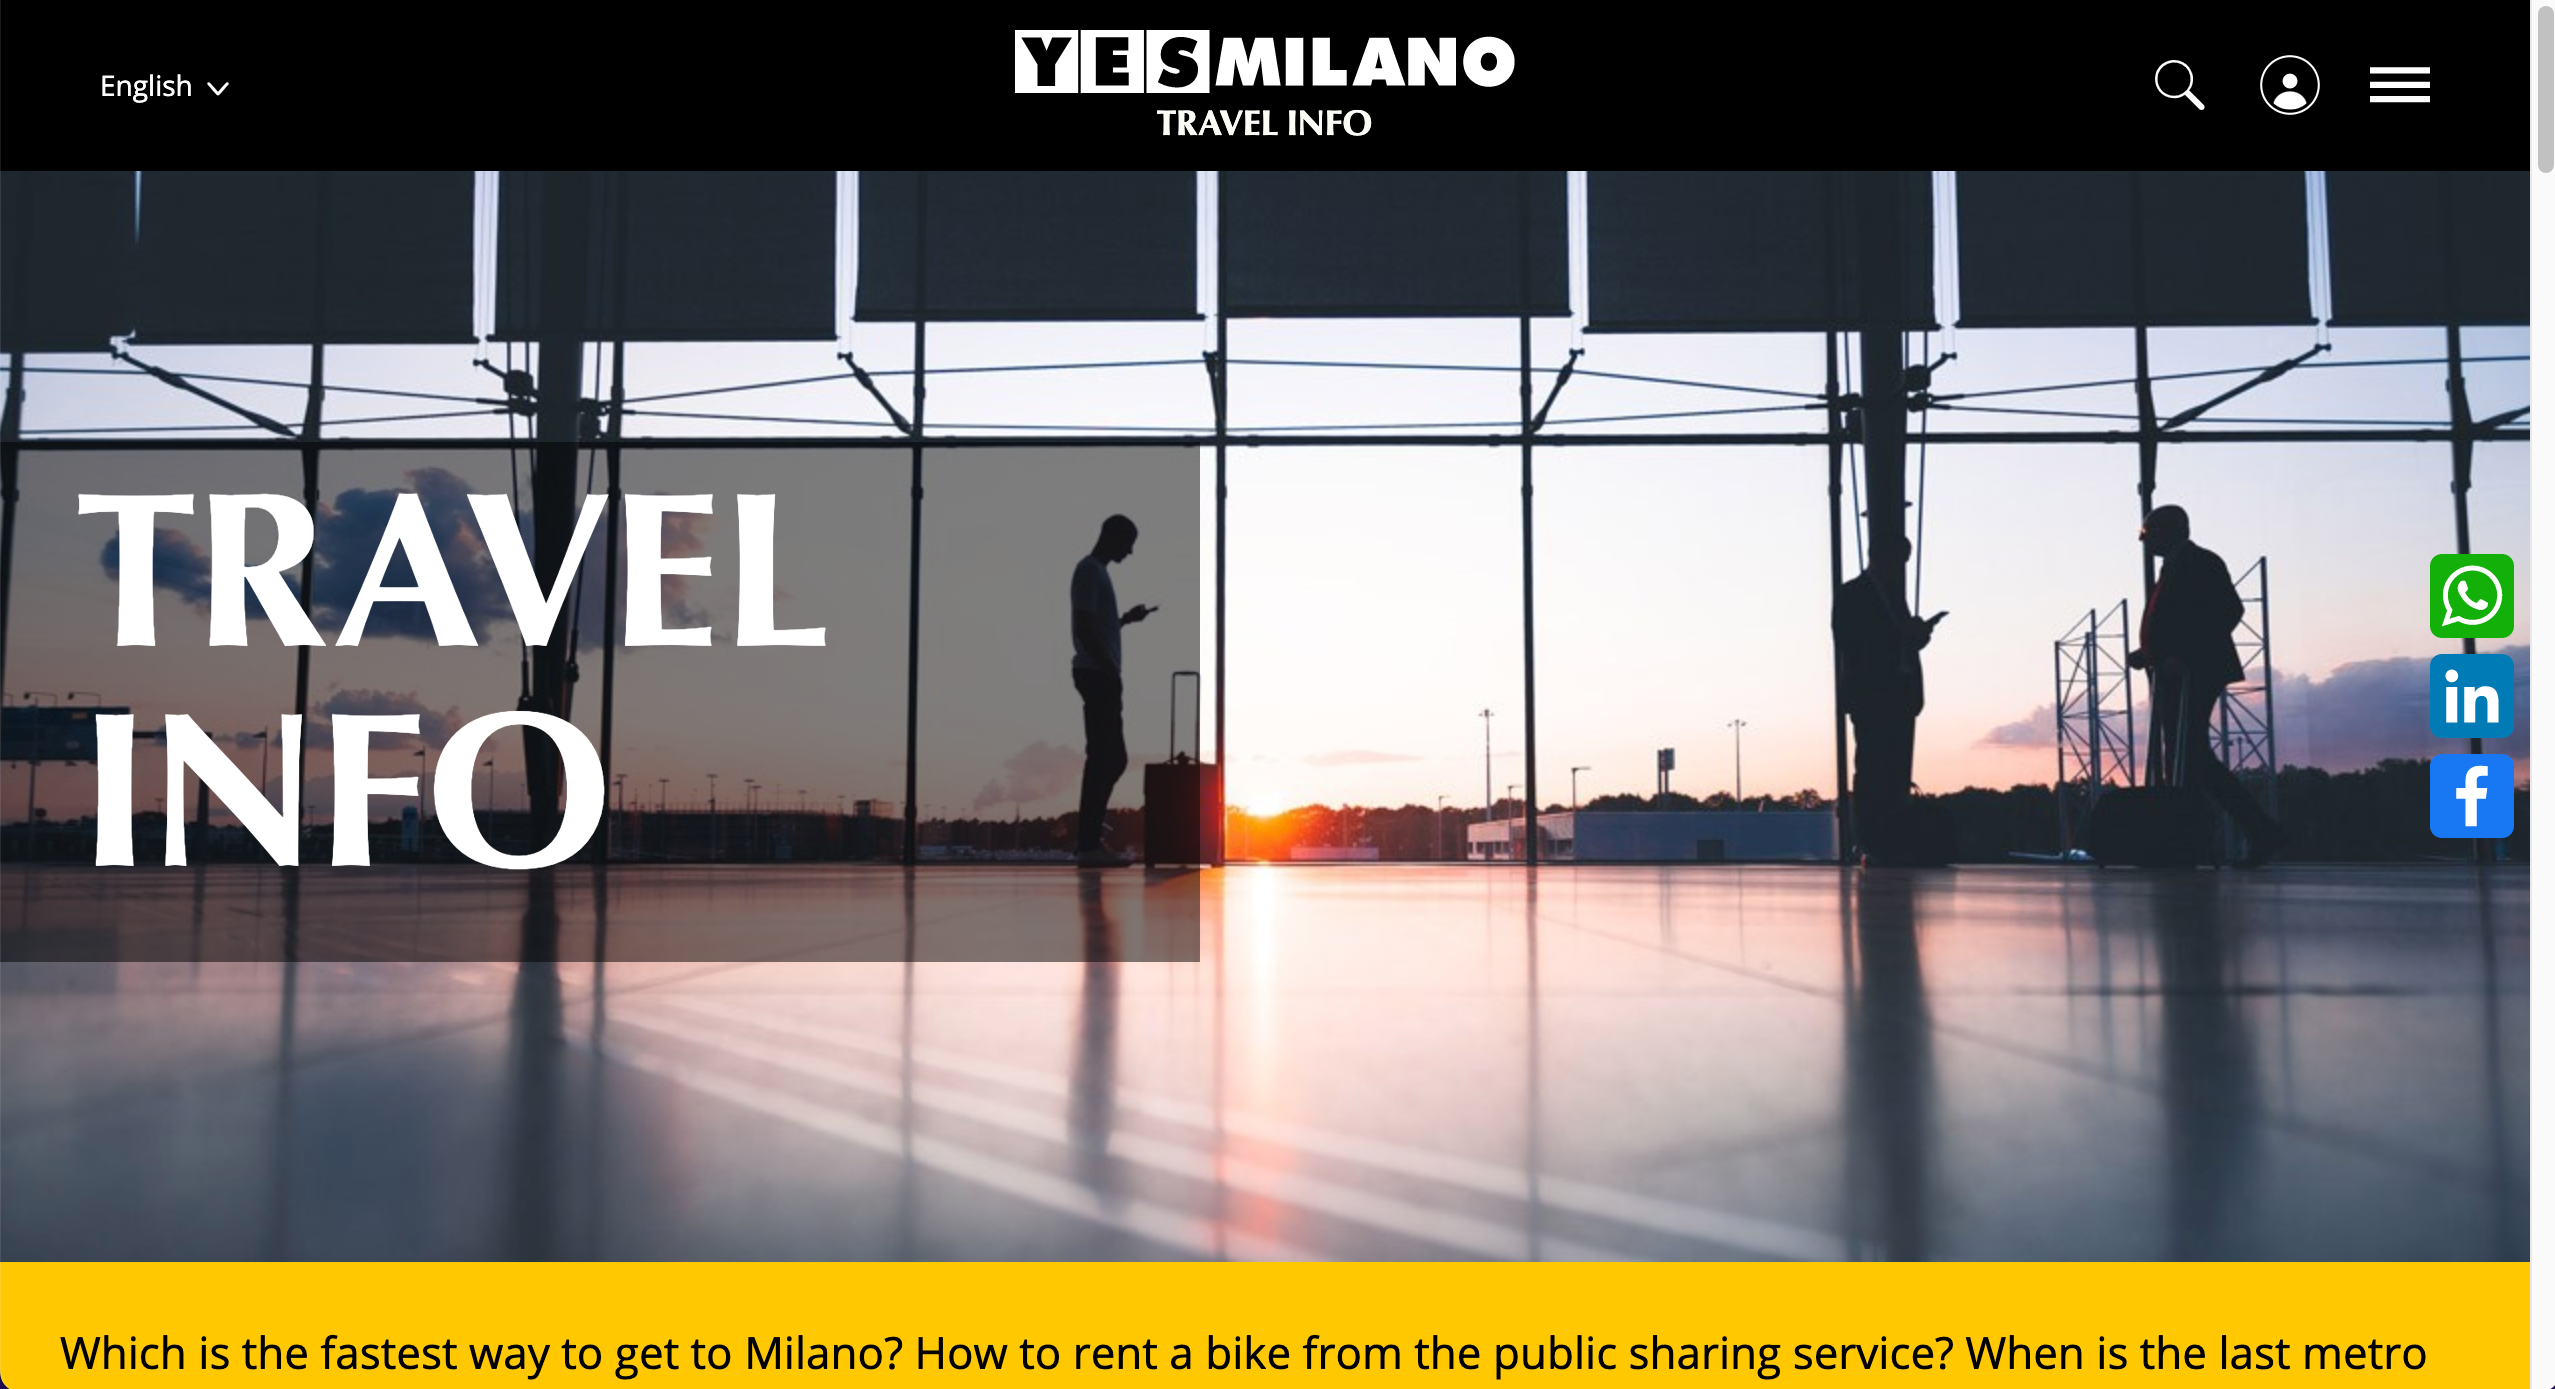 English
YESMILANO
TRAVEL INFO
TRAVEL
INFO
in
f
Which is the fastest way to get to Milano? How to rent a bike from the public sharing service? When is the last metro